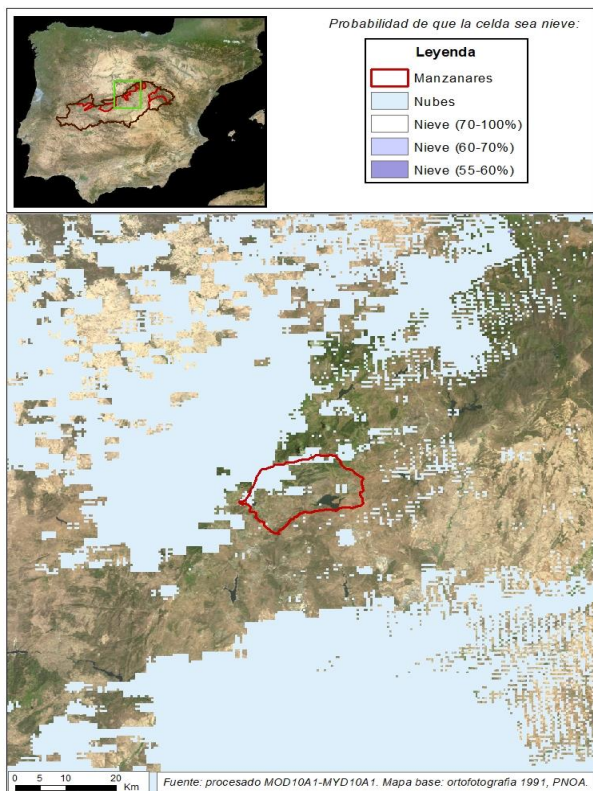 Probabilidad de que la celda sea nieve:
Leyenda
Manzanares
Nubes
Nieve (70-100%)
Nieve (60-70%)
Nieve (55-60%)
0 5 10 20
Km
Fuente: procesado MOD10A1-MYD10A1. Mapa base: ortofotografia 1991, PNOA.